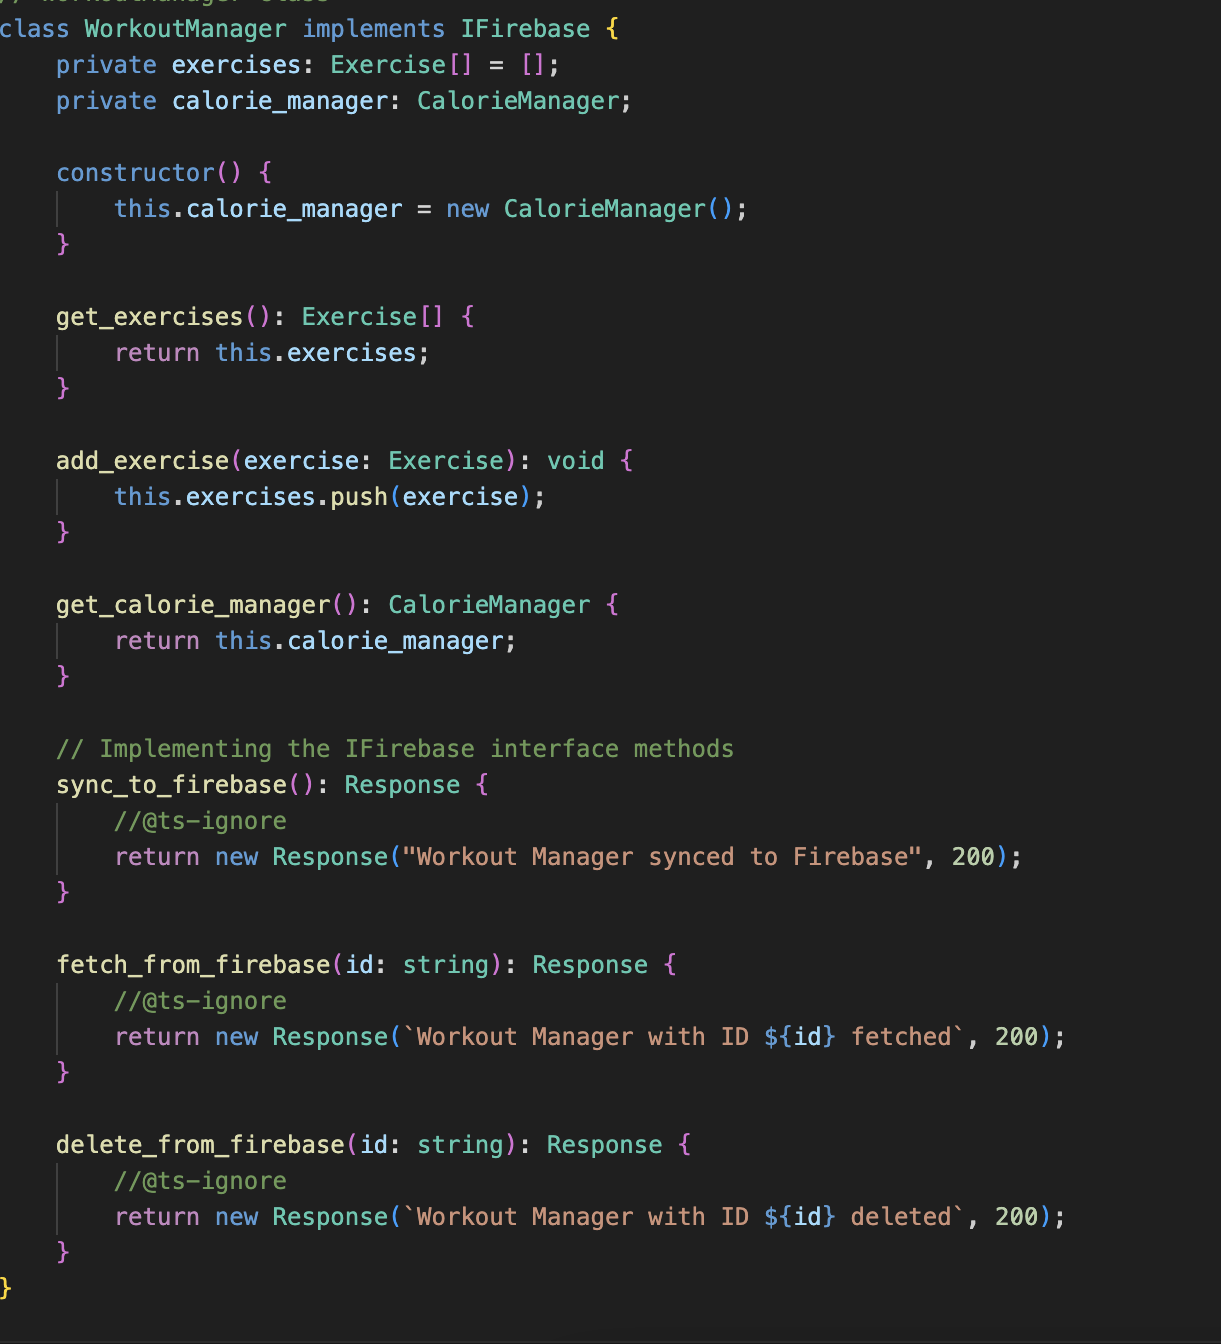 class WorkoutManager implements IFirebase {
    private exercises: Exercise[] = [];
    private calorie_manager: CalorieManager;

    constructor() {
        this.calorie_manager = new CalorieManager();
    }

    get_exercises(): Exercise[] {
        return this.exercises;
    }

    add_exercise(exercise: Exercise): void {
        this.exercises.push(exercise);
    }

    get_calorie_manager(): CalorieManager {
        return this.calorie_manager;
    }

    // Implementing the IFirebase interface methods
    sync_to_firebase(): Response {
        //@ts-ignore
        return new Response("Workout Manager synced to Firebase", 200);
    }

    fetch_from_firebase(id: string): Response {
        //@ts-ignore
        return new Response(`Workout Manager with ID ${id} fetched`, 200);
    }

    delete_from_firebase(id: string): Response {
        //@ts-ignore
        return new Response(`Workout Manager with ID ${id} deleted`, 200);
    }
}